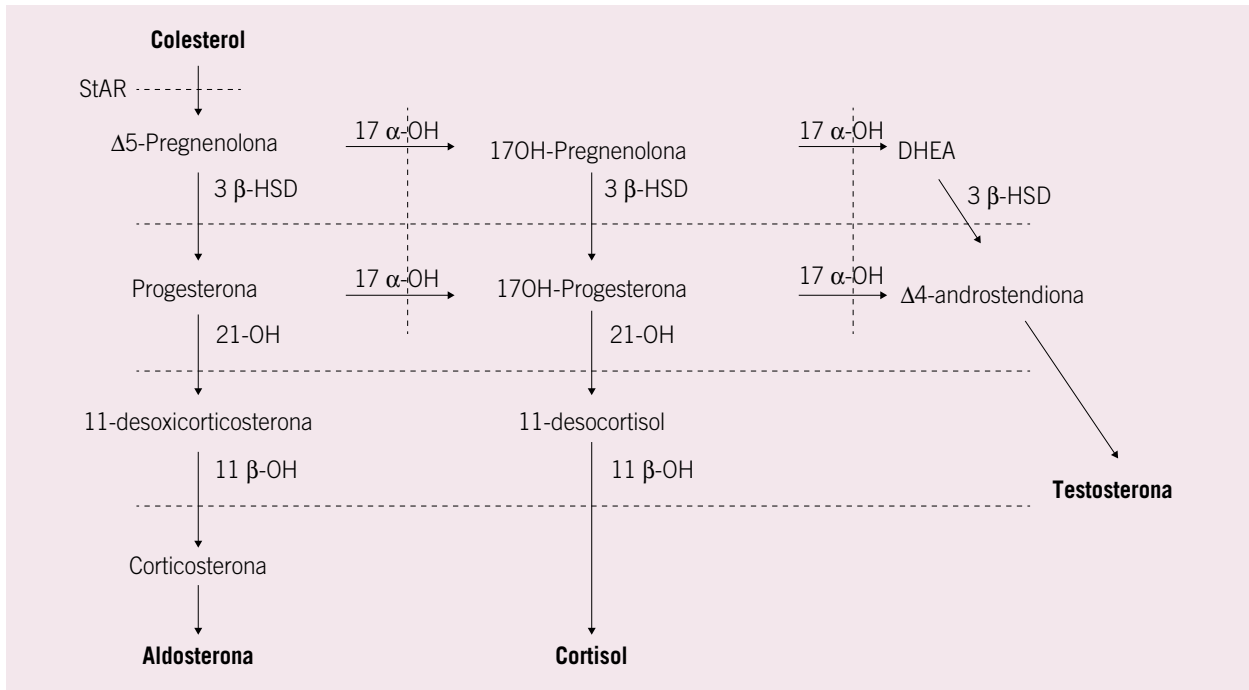 Colesterol
StAR
Δ5-Pregnenolona
17 α-OH
17OH-Pregnenolona
17 α-OH
DHEA
3 β-HSD
3 β-HSD
3 β-HSD
Progesterona
17 α-OH
17OH-Progesterona
17 α-OH
Δ4-androstendiona
21-OH
21-OH
11-desoxicorticosterona
11-desocortisol
11 β-OH
11 β-OH
Testosterona
Corticosterona
Aldosterona
Cortisol